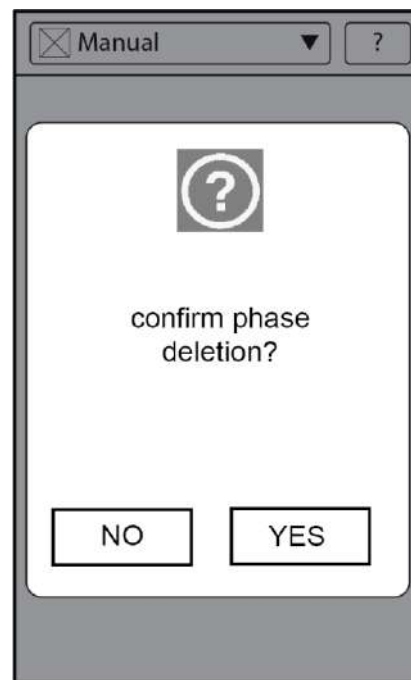 Manual ▼ ?
?
confirm phase
deletion?
NO YES